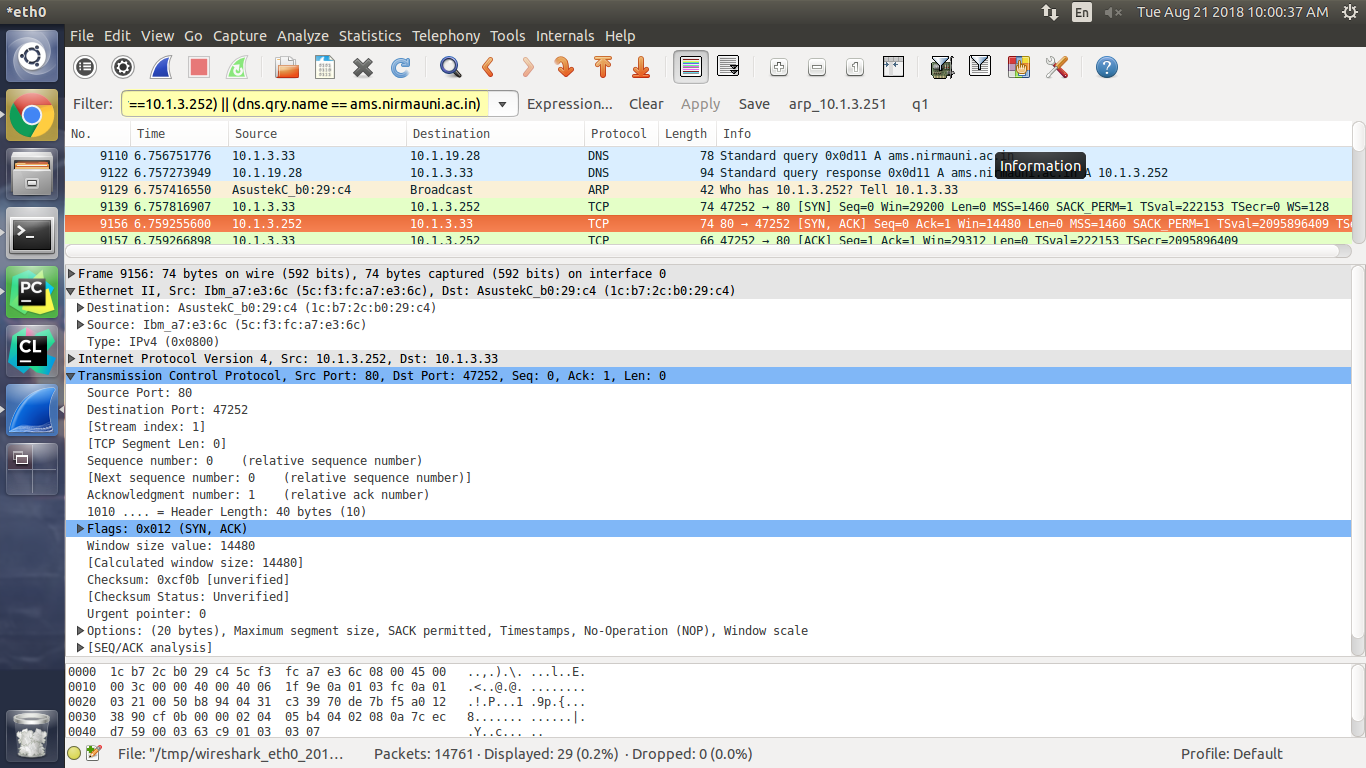 *eth0 En Tue Aug 21 2018 10:00:37 AM
File Edit View Go Capture Analyze Statistics Telephony Tools Internals Help
Filter: ==10.1.3.252) || (dns.qry.name == ams.nirmauni.ac.in) Expression... Clear Apply Save arp_10.1.3.251 q1
No. Time Source Destination Protocol Length Info
9110 6.756751776 10.1.3.33 10.1.19.28 DNS 78 Standard query 0x0d11 A ams.nirmauni.ac.in
Information
9122 6.757273949 10.1.19.28 10.1.3.33 DNS 94 Standard query response 0x0d11 A ams.ni A 10.1.3.252
9129 6.757416550 AsustekC_b0:29:c4 Broadcast ARP 42 Who has 10.1.3.252? Tell 10.1.3.33
9139 6.757816907 10.1.3.33 10.1.3.252 TCP 74 47252 → 80 [SYN] Seq=0 Win=29200 Len=0 MSS=1460 SACK_PERM=1 TSval=222153 TSecr=0 WS=128
9156 6.759255600 10.1.3.252 10.1.3.33 TCP 74 80 → 47252 [SYN, ACK] Seq=0 Ack=1 Win=14480 Len=0 MSS=1460 SACK_PERM=1 TSval=2095896409 TSe
9157 6.759266898 10.1.3.33 10.1.3.252 TCP 66 47252 → 80 [ACK] Seq=1 Ack=1 Win=29312 Len=0 TSval=222153 TSecr=2095896409
Frame 9156: 74 bytes on wire (592 bits), 74 bytes captured (592 bits) on interface 0
Ethernet II, Src: Ibm_a7:e3:6c (5c:f3:fc:a7:e3:6c), Dst: AsustekC_b0:29:c4 (1c:b7:2c:b0:29:c4)
Destination: AsustekC_b0:29:c4 (1c:b7:2c:b0:29:c4)
Source: Ibm_a7:e3:6c (5c:f3:fc:a7:e3:6c)
Type: IPv4 (0x0800)
Internet Protocol Version 4, Src: 10.1.3.252, Dst: 10.1.3.33
Transmission Control Protocol, Src Port: 80, Dst Port: 47252, Seq: 0, Ack: 1, Len: 0
Source Port: 80
Destination Port: 47252
[Stream index: 1]
[TCP Segment Len: 0]
Sequence number: 0 (relative sequence number)
[Next sequence number: 0 (relative sequence number)]
Acknowledgment number: 1 (relative ack number)
1010 .... = Header Length: 40 bytes (10)
Flags: 0x012 (SYN, ACK)
Window size value: 14480
[Calculated window size: 14480]
Checksum: 0xcf0b [unverified]
[Checksum Status: Unverified]
Urgent pointer: 0
Options: (20 bytes), Maximum segment size, SACK permitted, Timestamps, No-Operation (NOP), Window scale
[SEQ/ACK analysis]
0000 1c b7 2c b0 29 c4 5c f3 fc a7 e3 6c 08 00 45 00 ..,.).\. ...l..E.
0010 00 3c 00 00 40 00 40 06 1f 9e 0a 01 03 fc 0a 01 .<..@.@. ........
0020 03 21 00 50 b8 94 04 31 c3 39 70 de 7b f5 a0 12 .!.P...1 .9p.{...
0030 38 90 cf 0b 00 00 02 04 05 b4 04 02 08 0a 7c ec 8....... ......|.
0040 d7 59 00 03 63 c9 01 03 03 07 .Y..c... ..
File: "/tmp/wireshark_eth0_201... Packets: 14761 · Displayed: 29 (0.2%) · Dropped: 0 (0.0%) Profile: Default
PC
CL